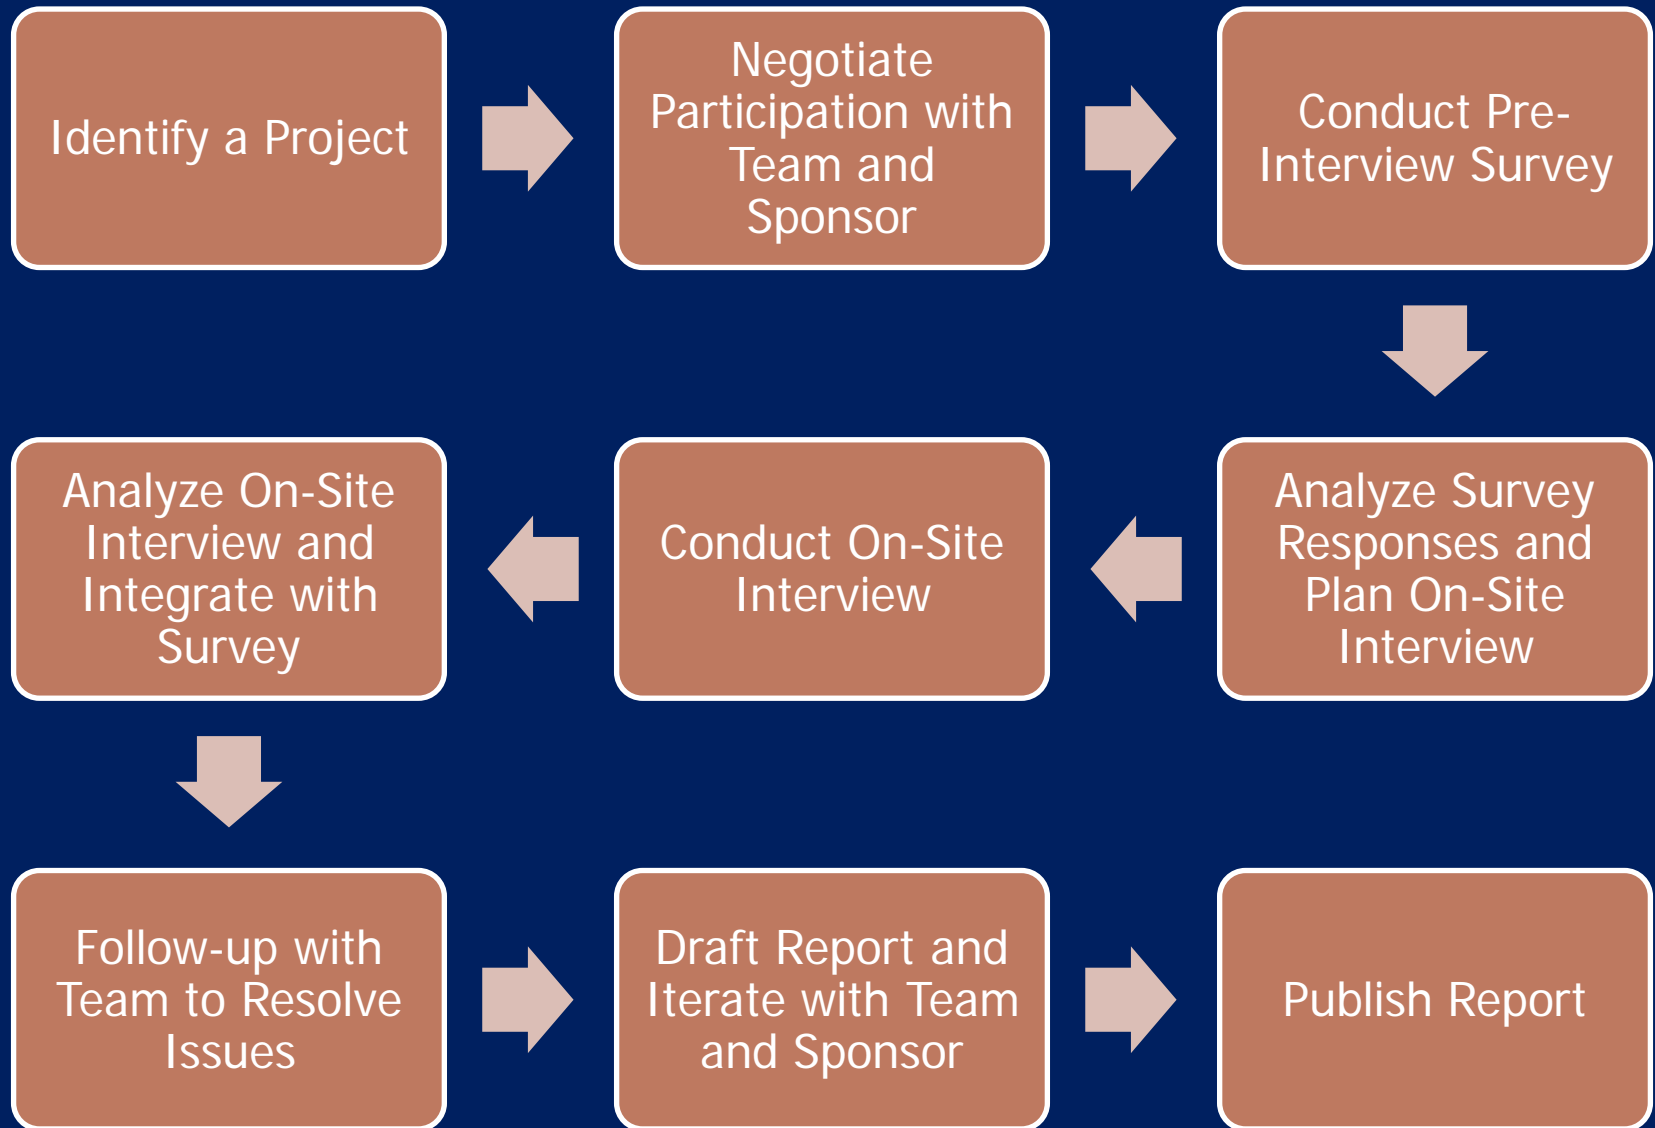 Identify a Project
Negotiate
Participation with
Team and
Sponsor
Conduct Pre-
Interview Survey
Analyze Survey
Responses and
Plan On-Site
Interview
Conduct On-Site
Interview
Analyze On-Site
Interview and
Integrate with
Survey
Follow-up with
Team to Resolve
Issues
Draft Report and
Iterate with Team
and Sponsor
Publish Report